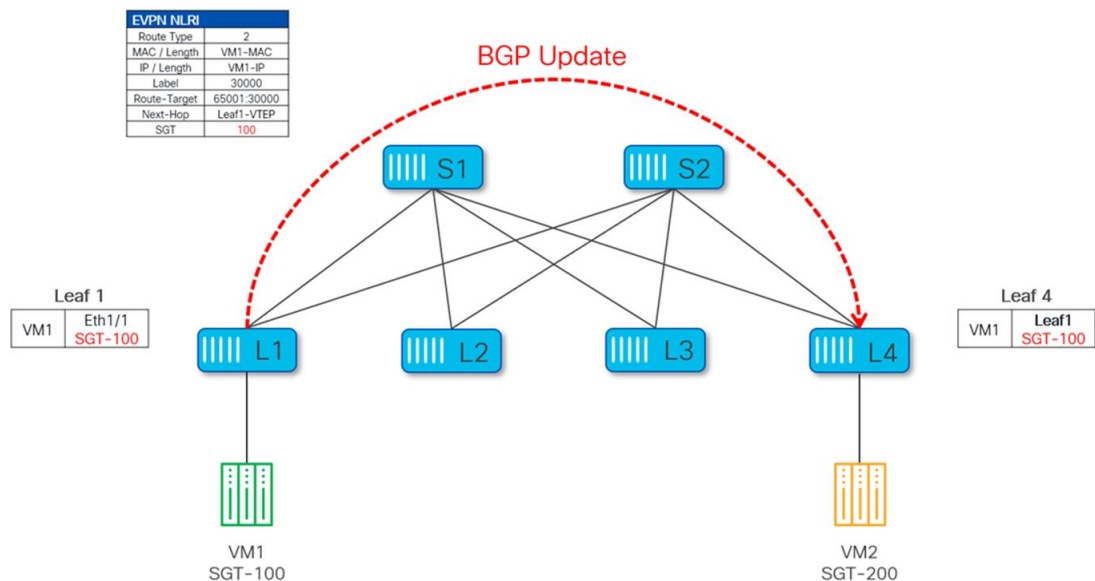 EVPN NLRI
Route Type 2
MAC / Length VM1-MAC
IP / Length VM1-IP
Label 30000
Route-Target 65001:30000
Next-Hop Leaf1-VTEP
SGT 100
BGP Update
S1 S2
Leaf 1
VM1 Eth1/1
SGT-100
Leaf 4
VM1 Leaf1
SGT-100
L1 L2 L3 L4
VM1
SGT-100
VM2
SGT-200